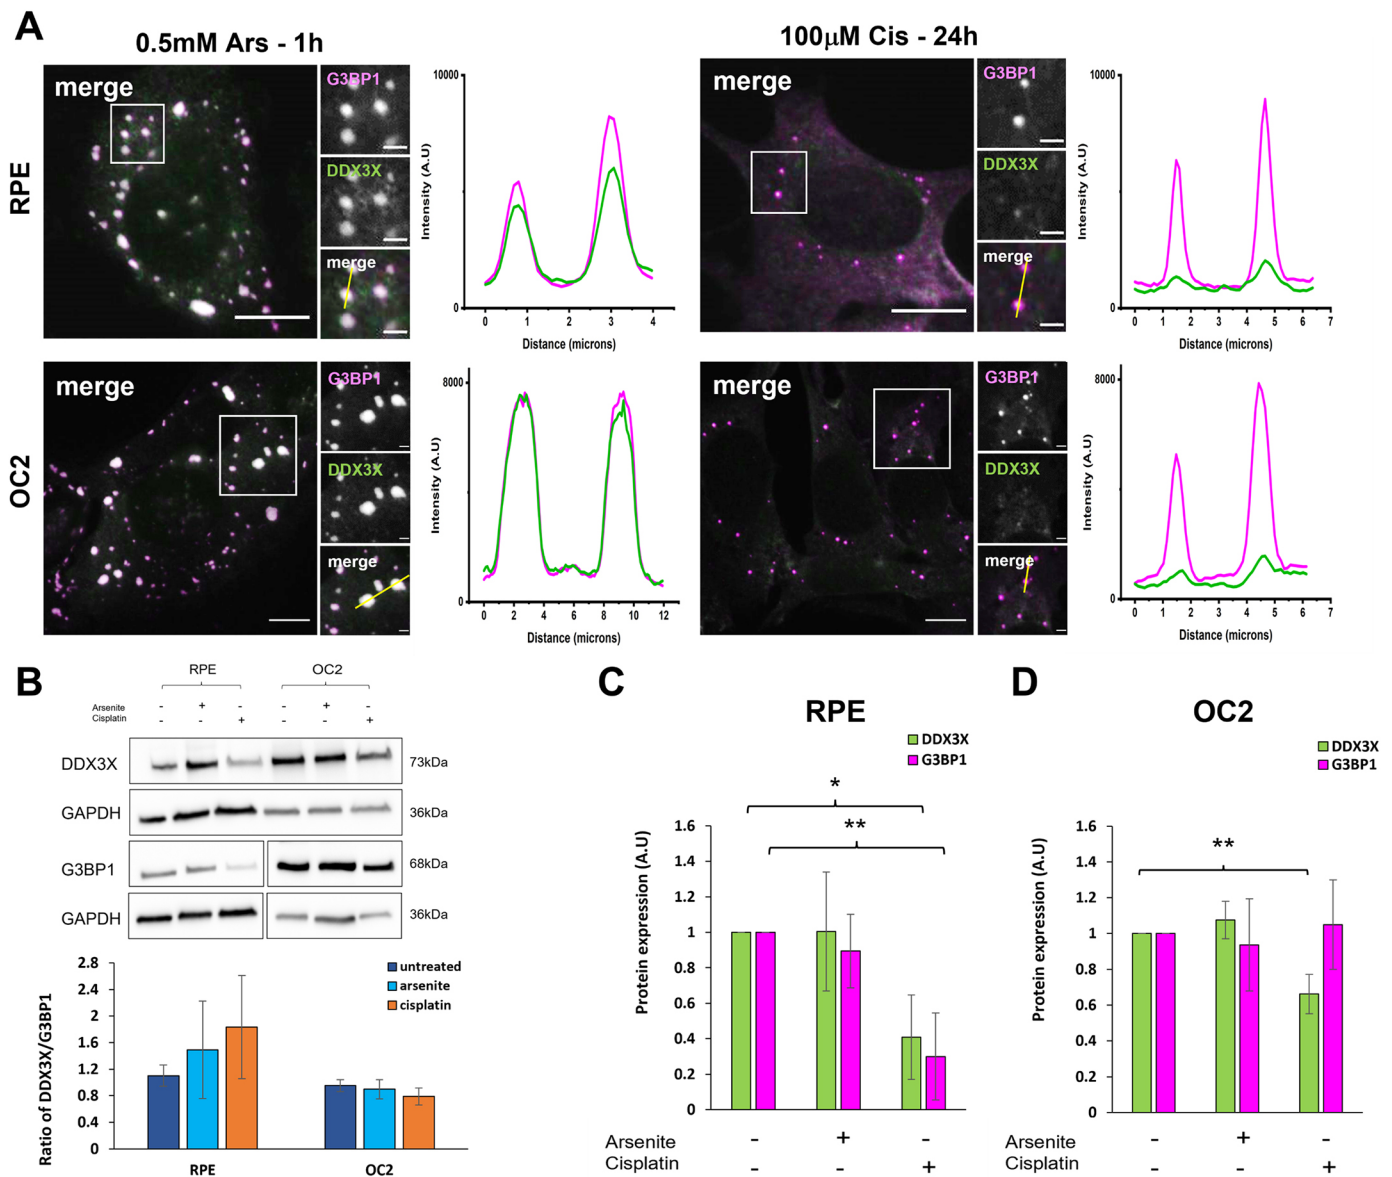 A
0.5mM Ars - 1h
100μM Cis - 24h
RPE
merge
G3BP1
DDX3X
merge
10000
0
Intensity (A.U)
0 1 2 3 4
Distance (microns)
merge
G3BP1
DDX3X
merge
10000
0
Intensity (A.U)
0 1 2 3 4 5 6 7
Distance (microns)
OC2
merge
G3BP1
DDX3X
merge
8000
0
Intensity (A.U)
0 2 4 6 8 10 12
Distance (microns)
merge
G3BP1
DDX3X
merge
8000
0
Intensity (A.U)
0 1 2 3 4 5 6 7
Distance (microns)
B
RPE OC2
Arsenite - + - - + -
Cisplatin - - + - - +
DDX3X 73kDa
GAPDH 36kDa
G3BP1 68kDa
GAPDH 36kDa
Ratio of DDX3X/G3BP1
2.8
2.4
2
1.6
1.2
0.8
0.4
0
untreated
arsenite
cisplatin
RPE OC2
C
RPE
DDX3X
G3BP1
*
**
Protein expression (A.U)
1.6
1.4
1.2
1
0.8
0.6
0.4
0.2
0
Arsenite - + -
Cisplatin - - +
D
OC2
DDX3X
G3BP1
**
Protein expression (A.U)
1.6
1.4
1.2
1
0.8
0.6
0.4
0.2
0
Arsenite - + -
Cisplatin - - +